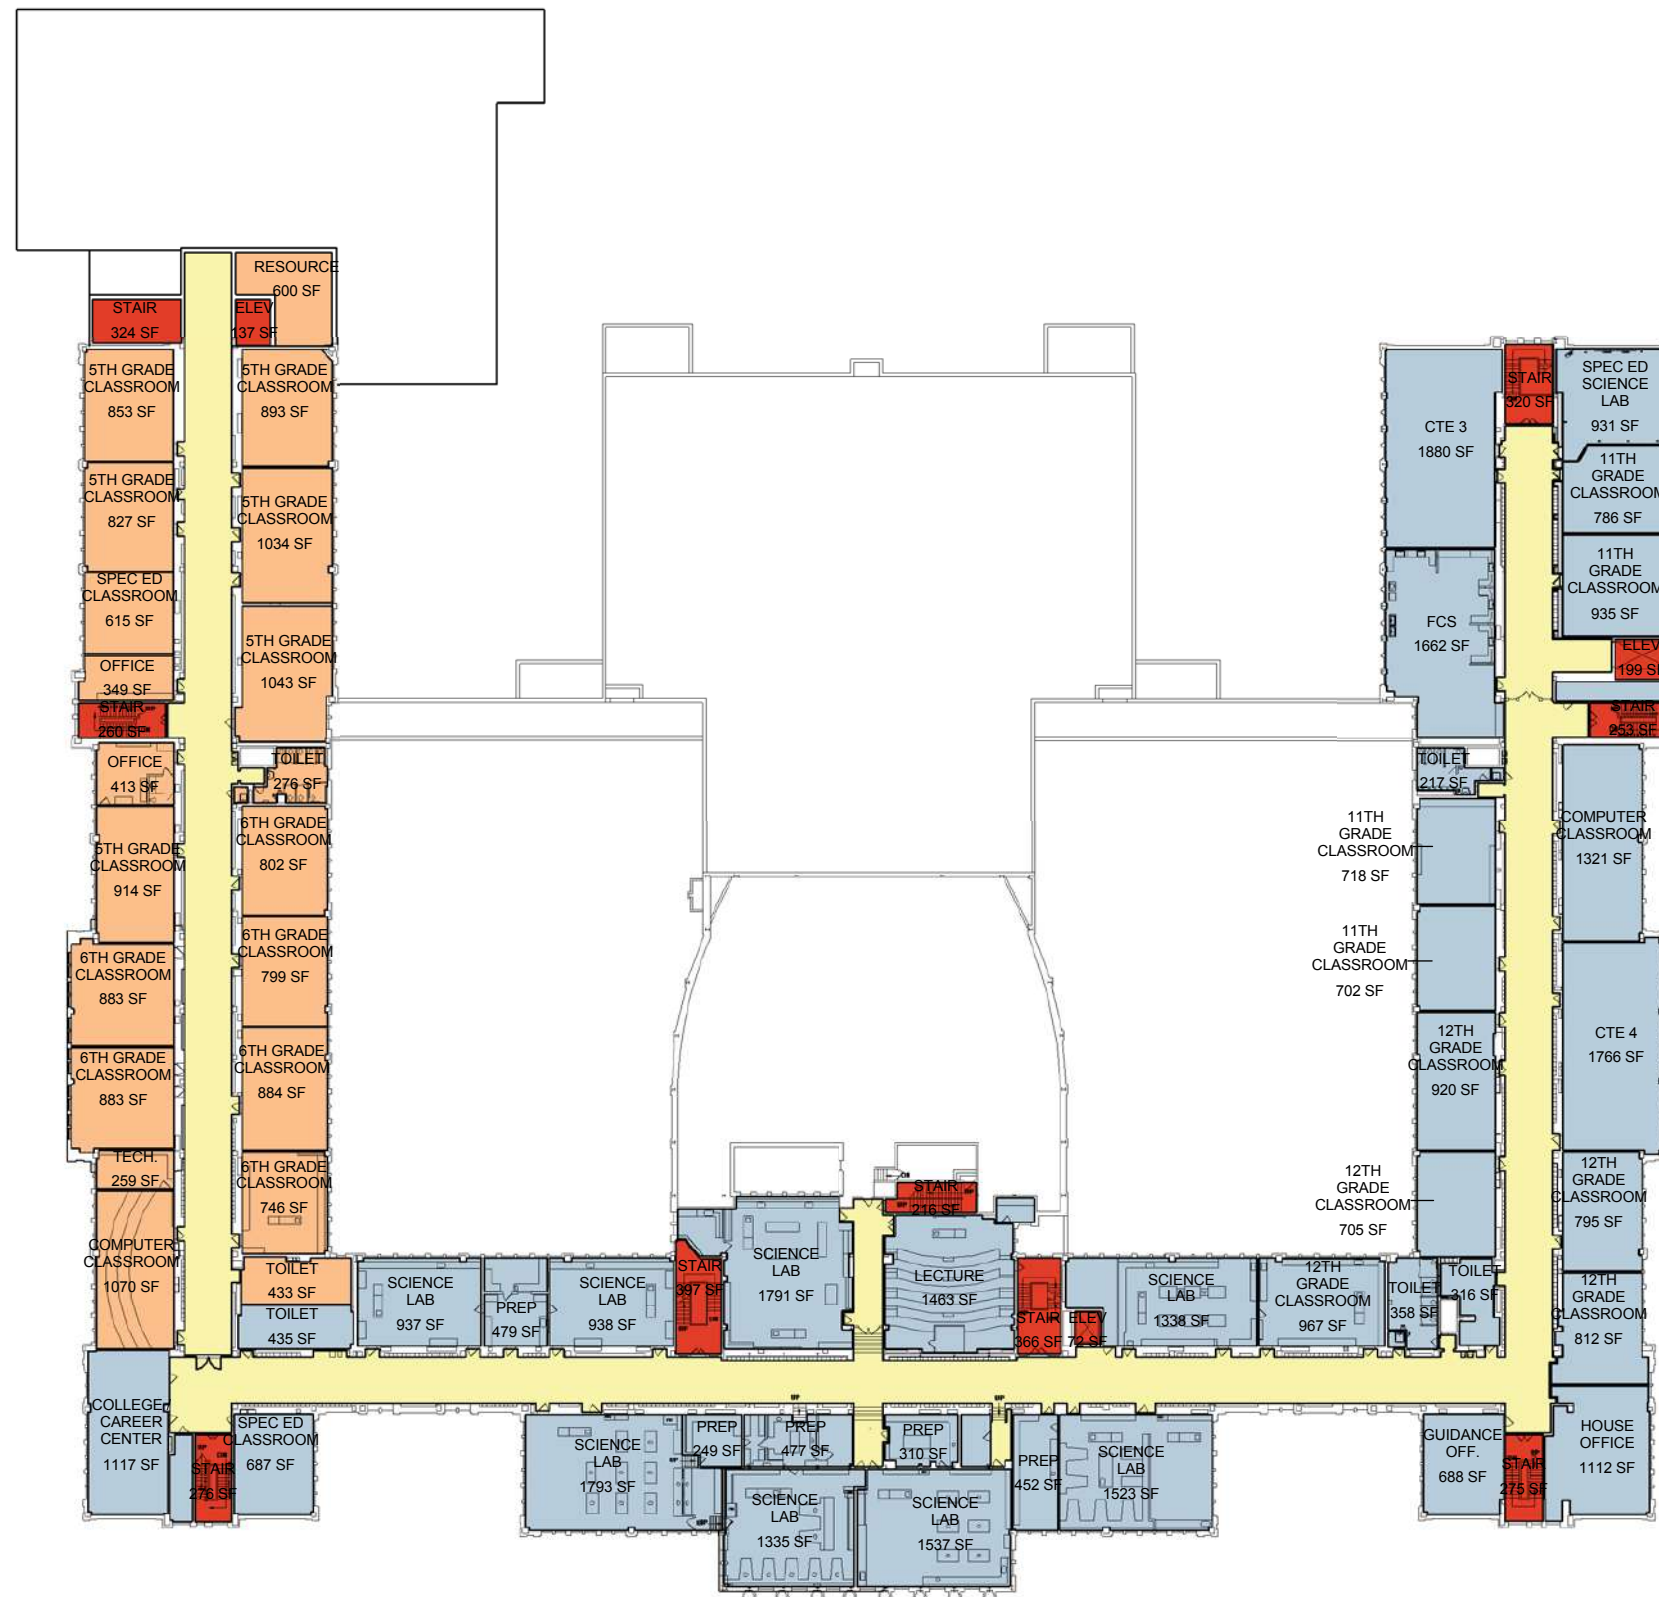 RESOURCE
600 SF
STAIR
324 SF
ELEV
137 SF
5TH GRADE
CLASSROOM
853 SF
5TH GRADE
CLASSROOM
893 SF
5TH GRADE
CLASSROOM
827 SF
5TH GRADE
CLASSROOM
1034 SF
SPEC ED
CLASSROOM
615 SF
5TH GRADE
CLASSROOM
1043 SF
OFFICE
349 SF
STAIR
260 SF
OFFICE
413 SF
TOILET
276 SF
5TH GRADE
CLASSROOM
914 SF
6TH GRADE
CLASSROOM
802 SF
6TH GRADE
CLASSROOM
883 SF
6TH GRADE
CLASSROOM
799 SF
6TH GRADE
CLASSROOM
883 SF
6TH GRADE
CLASSROOM
884 SF
TECH.
259 SF
6TH GRADE
CLASSROOM
746 SF
COMPUTER
CLASSROOM
1070 SF
TOILET
433 SF
TOILET
435 SF
COLLEGE
CAREER
CENTER
1117 SF
STAIR
276 SF
SPEC ED
CLASSROOM
687 SF
SCIENCE
LAB
937 SF
PREP
479 SF
SCIENCE
LAB
938 SF
STAIR
397 SF
SCIENCE
LAB
1791 SF
STAIR
216 SF
LECTURE
1463 SF
STAIR
366 SF
ELEV
72 SF
SCIENCE
LAB
1338 SF
12TH
GRADE
CLASSROOM
967 SF
TOILET
358 SF
TOILET
316 SF
SCIENCE
LAB
1793 SF
PREP
249 SF
PREP
477 SF
PREP
310 SF
PREP
452 SF
SCIENCE
LAB
1523 SF
SCIENCE
LAB
1335 SF
SCIENCE
LAB
1537 SF
GUIDANCE
OFF.
688 SF
STAIR
275 SF
HOUSE
OFFICE
1112 SF
CTE 3
1880 SF
STAIR
320 SF
SPEC ED
SCIENCE
LAB
931 SF
11TH
GRADE
CLASSROOM
786 SF
11TH
GRADE
CLASSROOM
935 SF
FCS
1662 SF
ELEV
199 SF
STAIR
253 SF
TOILET
217 SF
11TH
GRADE
CLASSROOM
718 SF
COMPUTER
CLASSROOM
1321 SF
11TH
GRADE
CLASSROOM
702 SF
12TH
GRADE
CLASSROOM
920 SF
CTE 4
1766 SF
12TH
GRADE
CLASSROOM
705 SF
12TH
GRADE
CLASSROOM
795 SF
12TH
GRADE
CLASSROOM
812 SF